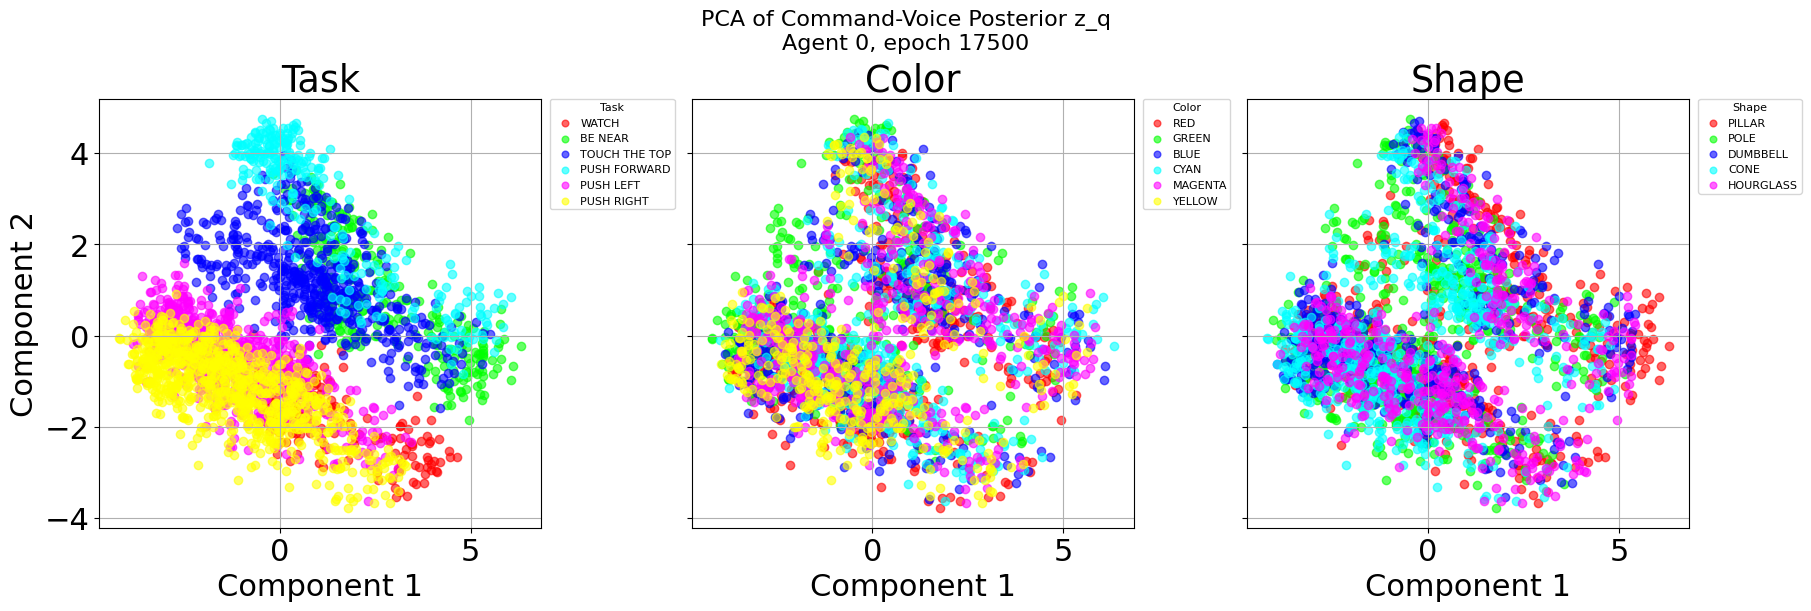 PCA of Command-Voice Posterior z_q
Agent 0, epoch 17500
Task
Color
Shape
Component 2
4
2
0
−2
−4
0
5
Component 1
0
5
Component 1
0
5
Component 1
Task
WATCH
BE NEAR
TOUCH THE TOP
PUSH FORWARD
PUSH LEFT
PUSH RIGHT
Color
RED
GREEN
BLUE
CYAN
MAGENTA
YELLOW
Shape
PILLAR
POLE
DUMBBELL
CONE
HOURGLASS